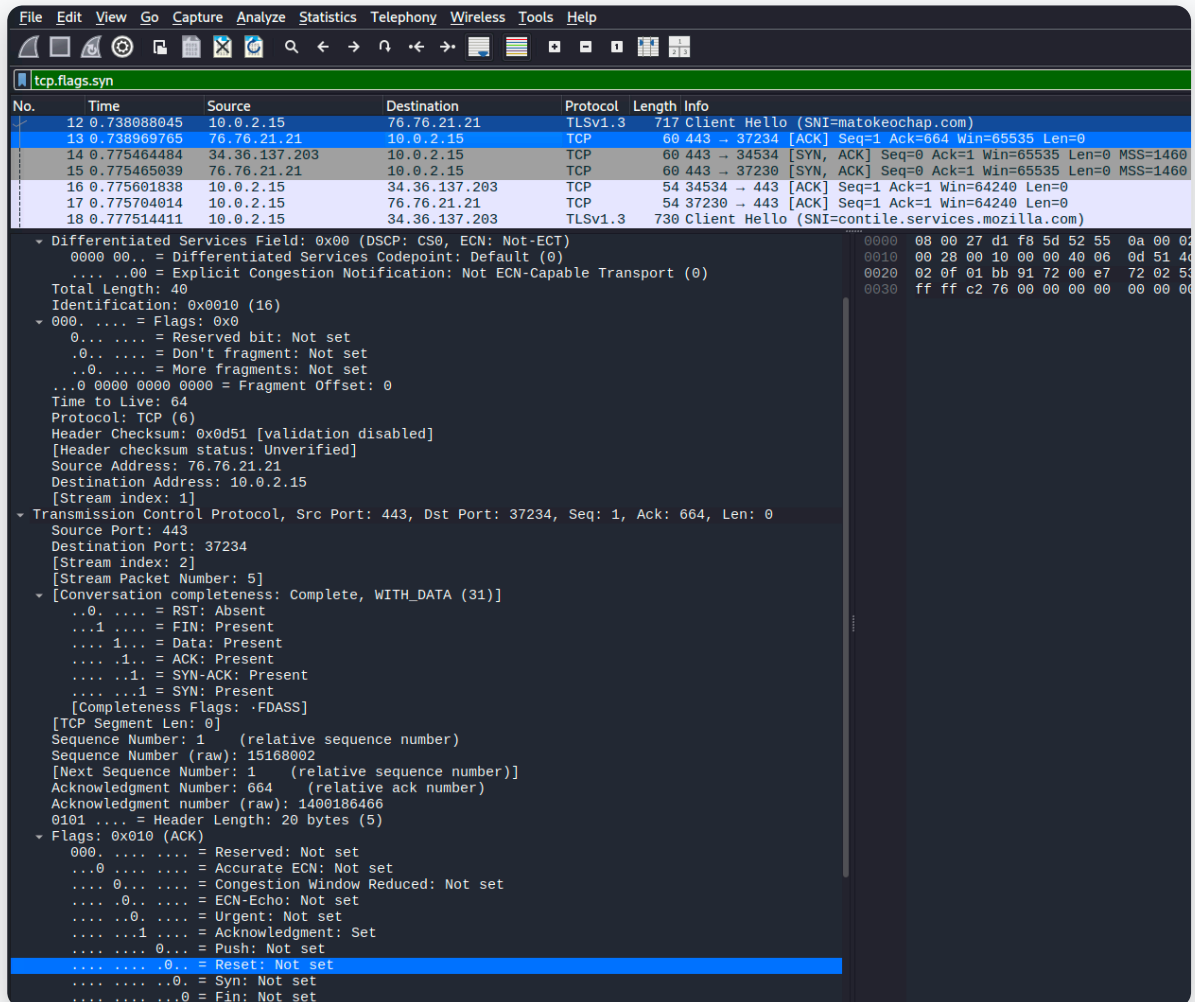 File Edit View Go Capture Analyze Statistics Telephony Wireless Tools Help
tcp.flags.syn
No. Time Source Destination Protocol Length Info
12 0.738088045 10.0.2.15 76.76.21.21 TLSv1.3 717 Client Hello (SNI=matokeochap.com)
13 0.738969765 76.76.21.21 10.0.2.15 TCP 60 443 → 37234 [ACK] Seq=1 Ack=664 Win=65535 Len=0
14 0.775464484 34.36.137.203 10.0.2.15 TCP 60 443 → 34534 [SYN, ACK] Seq=0 Ack=1 Win=65535 Len=0 MSS=1460
15 0.775465039 76.76.21.21 10.0.2.15 TCP 60 443 → 37230 [SYN, ACK] Seq=0 Ack=1 Win=65535 Len=0 MSS=1460
16 0.775601838 10.0.2.15 34.36.137.203 TCP 54 34534 → 443 [ACK] Seq=1 Ack=1 Win=64240 Len=0
17 0.775704014 10.0.2.15 76.76.21.21 TCP 54 37230 → 443 [ACK] Seq=1 Ack=1 Win=64240 Len=0
18 0.777514411 10.0.2.15 34.36.137.203 TLSv1.3 730 Client Hello (SNI=contile.services.mozilla.com)
Differentiated Services Field: 0x00 (DSCP: CS0, ECN: Not-ECT)
0000 00.. = Differentiated Services Codepoint: Default (0)
.... ..00 = Explicit Congestion Notification: Not ECN-Capable Transport (0)
Total Length: 40
Identification: 0x0010 (16)
000. .... = Flags: 0x0
0... .... = Reserved bit: Not set
.0.. .... = Don't fragment: Not set
..0. .... = More fragments: Not set
...0 0000 0000 0000 = Fragment Offset: 0
Time to Live: 64
Protocol: TCP (6)
Header Checksum: 0x0d51 [validation disabled]
[Header checksum status: Unverified]
Source Address: 76.76.21.21
Destination Address: 10.0.2.15
[Stream index: 1]
Transmission Control Protocol, Src Port: 443, Dst Port: 37234, Seq: 1, Ack: 664, Len: 0
Source Port: 443
Destination Port: 37234
[Stream index: 2]
[Stream Packet Number: 5]
[Conversation completeness: Complete, WITH_DATA (31)]
..0. .... = RST: Absent
...1 .... = FIN: Present
.... 1... = Data: Present
.... .1.. = ACK: Present
.... ..1. = SYN-ACK: Present
.... ...1 = SYN: Present
[Completeness Flags: ·FDASS]
[TCP Segment Len: 0]
Sequence Number: 1 (relative sequence number)
Sequence Number (raw): 15168002
[Next Sequence Number: 1 (relative sequence number)]
Acknowledgment Number: 664 (relative ack number)
Acknowledgment number (raw): 1400186466
0101 .... = Header Length: 20 bytes (5)
Flags: 0x010 (ACK)
000. .... .... = Reserved: Not set
...0 .... .... = Accurate ECN: Not set
.... 0... .... = Congestion Window Reduced: Not set
.... .0.. .... = ECN-Echo: Not set
.... ..0. .... = Urgent: Not set
.... ...1 .... = Acknowledgment: Set
.... .... 0... = Push: Not set
.... .... .0.. = Reset: Not set
.... .... ..0. = Syn: Not set
.... .... ...0 = Fin: Not set
0000 08 00 27 d1 f8 5d 52 55 0a 00 02
0010 00 28 00 10 00 00 40 06 0d 51 4c
0020 02 0f 01 bb 91 72 00 e7 72 02 53
0030 ff ff c2 76 00 00 00 00 00 00 00